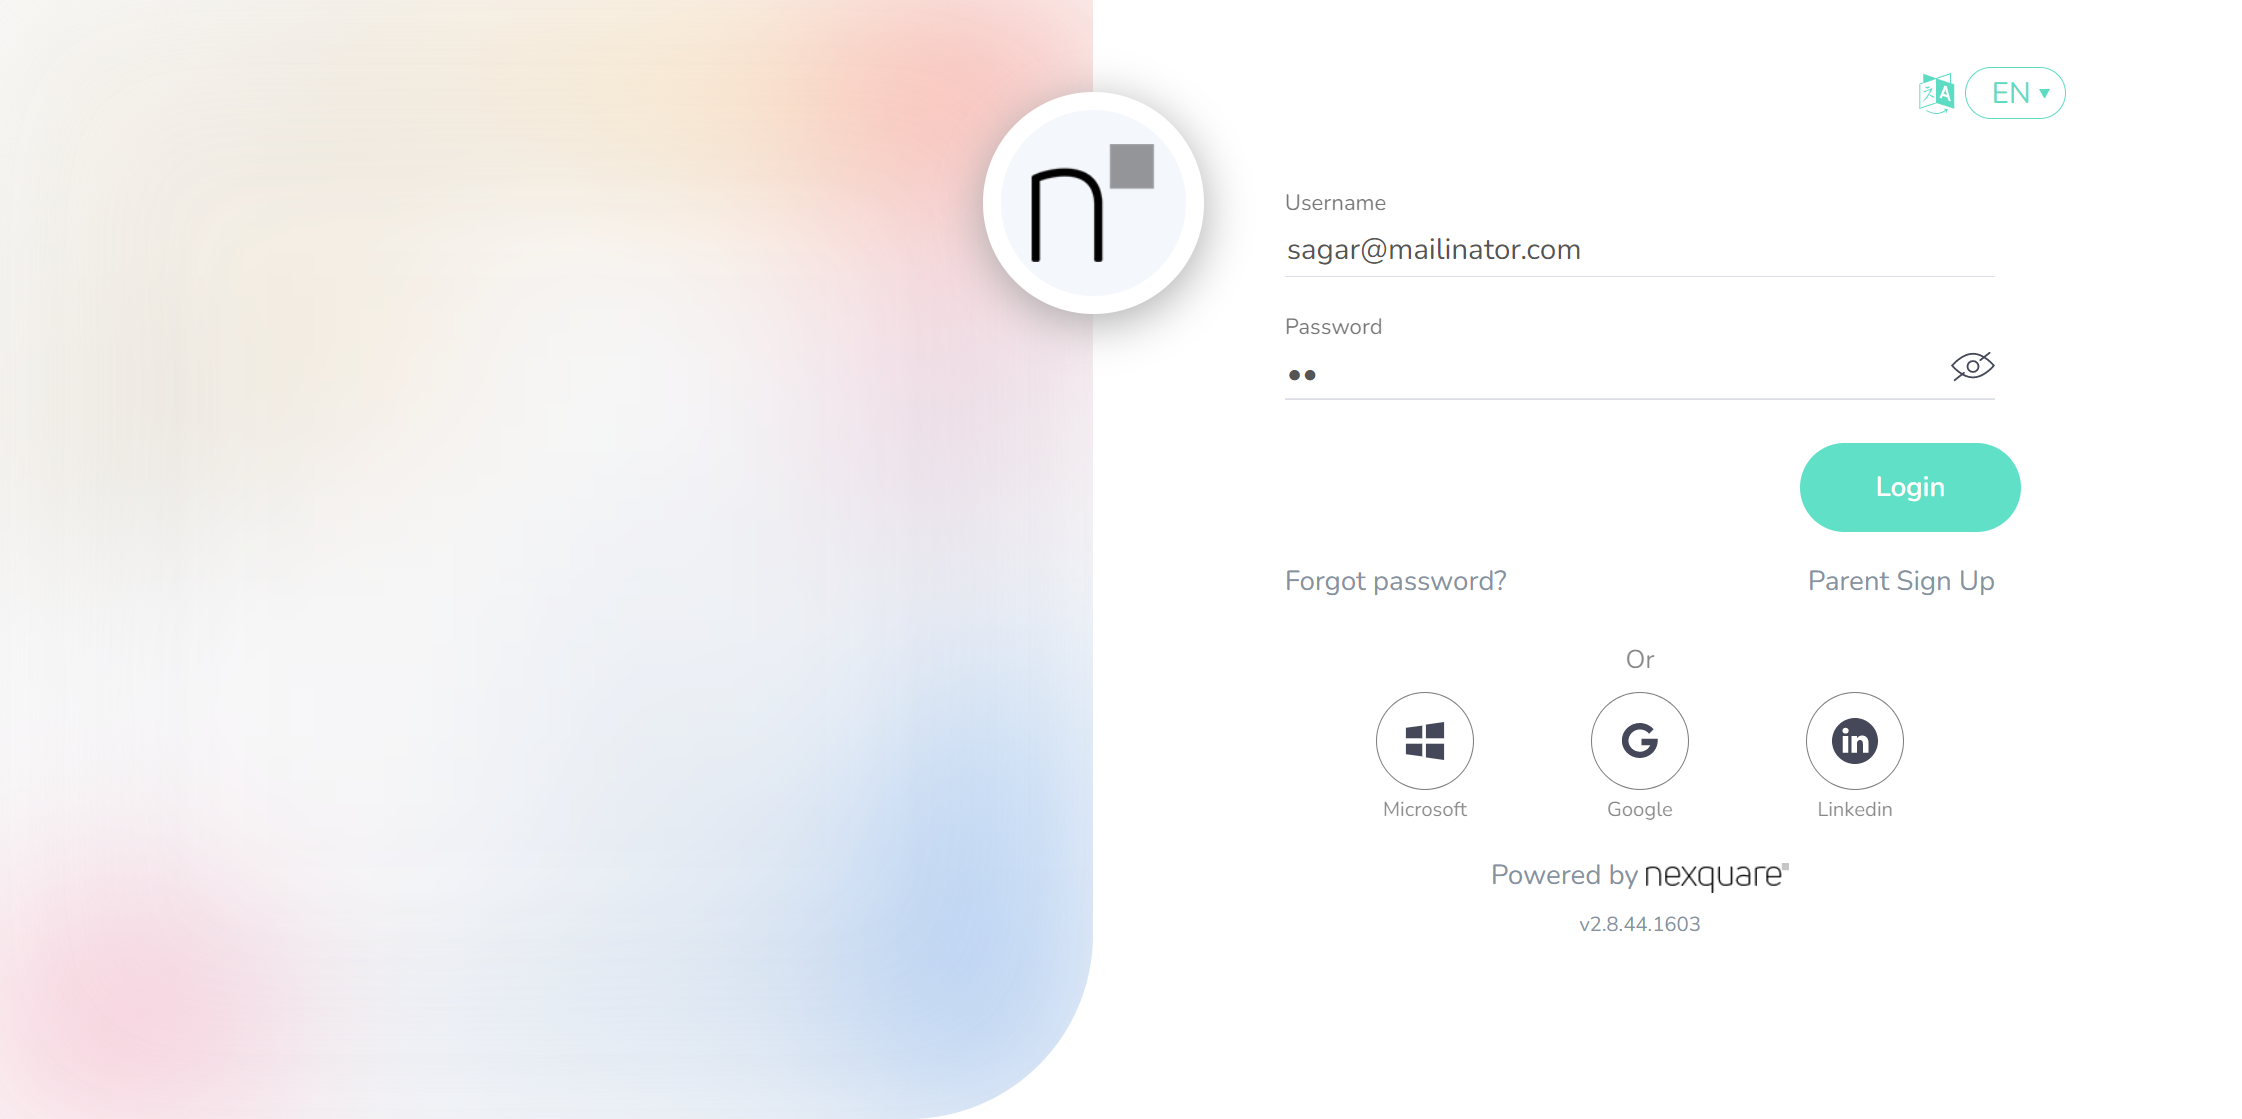 n
EN ▾
Username
sagar@mailinator.com
Password
••
Login
Forgot password?
Parent Sign Up
Or
Microsoft
Google
Linkedin
Powered by nexquare
v2.8.44.1603